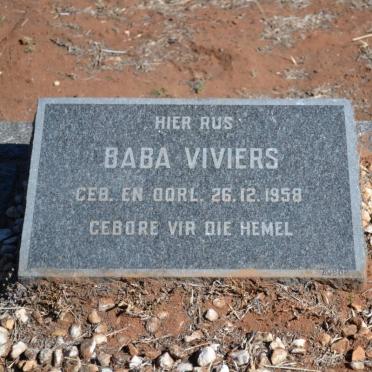 HIER RUS
BABA VIVIERS
GEB. EN OORL. 26.12.1958
GEBORE VIR DIE HEMEL